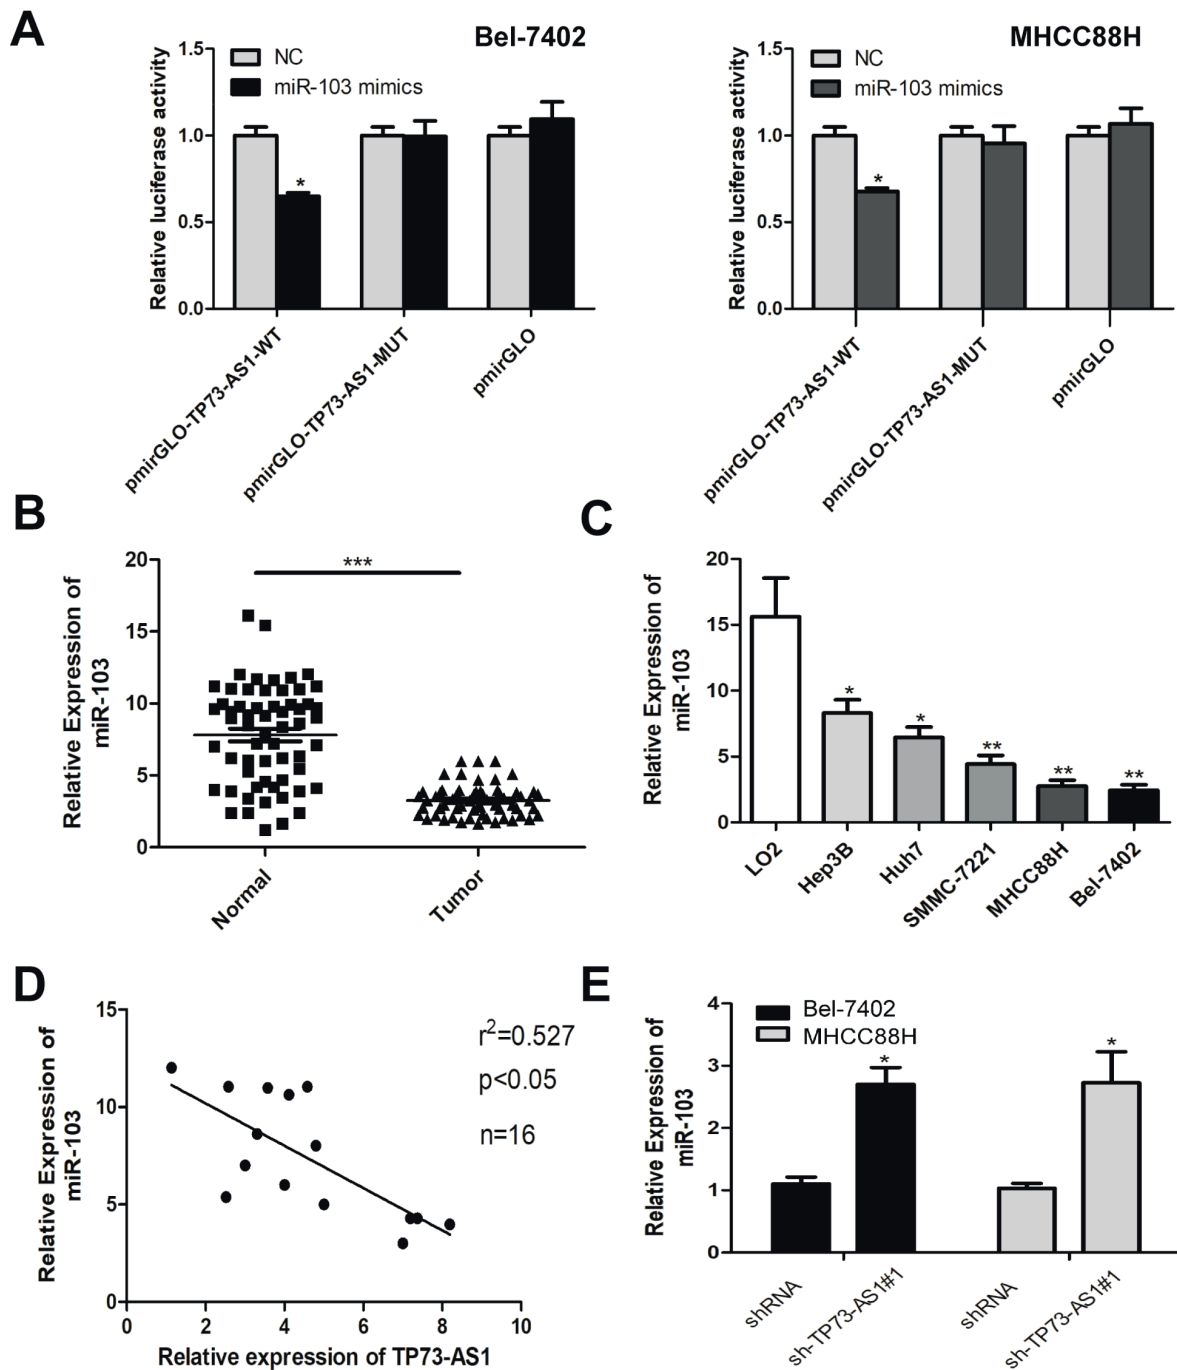 A
Bel-7402
NC
miR-103 mimics
Relative luciferase activity
1.5
1.0
0.5
0.0
pmirGLO-TP73-AS1-WT
pmirGLO-TP73-AS1-MUT
pmirGLO
*
MHCC88H
NC
miR-103 mimics
Relative luciferase activity
1.5
1.0
0.5
0.0
pmirGLO-TP73-AS1-WT
pmirGLO-TP73-AS1-MUT
pmirGLO
*
B
Relative Expression of
miR-103
20
15
10
5
0
***
Normal
Tumor
C
Relative Expression of
miR-103
20
15
10
5
0
*
*
**
**
**
LO2
Hep3B
Huh7
SMMC-7221
MHCC88H
Bel-7402
D
Relative Expression of
miR-103
15
10
5
0
r²=0.527
p<0.05
n=16
0 2 4 6 8 10
Relative expression of TP73-AS1
E
Relative Expression of
miR-103
4
3
2
1
0
Bel-7402
MHCC88H
*
*
shRNA
sh-TP73-AS1#1
shRNA
sh-TP73-AS1#1